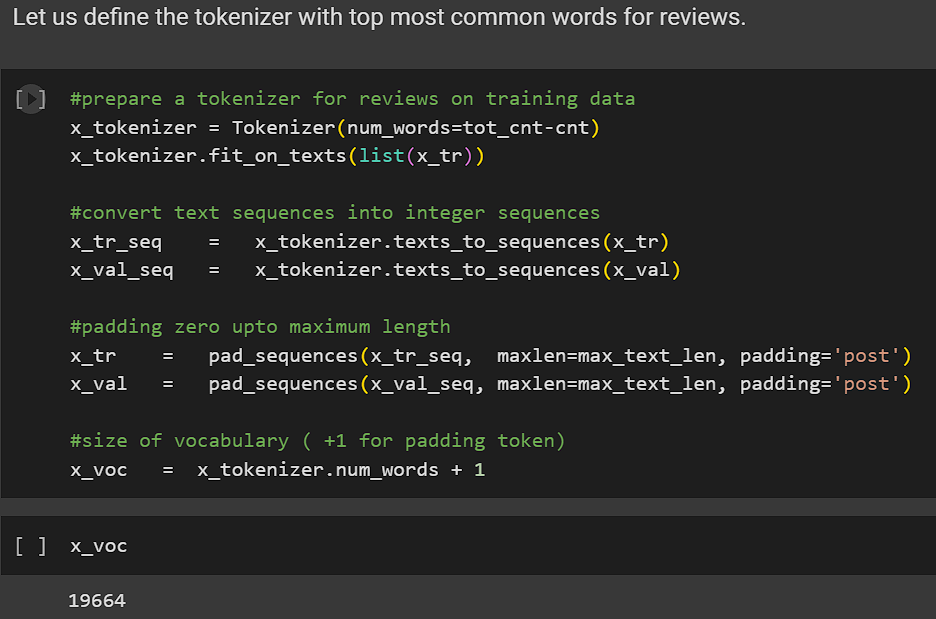 Let us define the tokenizer with top most common words for reviews.
[ ] #prepare a tokenizer for reviews on training data
x_tokenizer = Tokenizer(num_words=tot_cnt-cnt)
x_tokenizer.fit_on_texts(list(x_tr))
#convert text sequences into integer sequences
x_tr_seq    =   x_tokenizer.texts_to_sequences(x_tr)
x_val_seq   =   x_tokenizer.texts_to_sequences(x_val)
#padding zero upto maximum length
x_tr    =   pad_sequences(x_tr_seq,  maxlen=max_text_len, padding='post')
x_val   =   pad_sequences(x_val_seq, maxlen=max_text_len, padding='post')
#size of vocabulary ( +1 for padding token)
x_voc   =  x_tokenizer.num_words + 1
[ ] x_voc
19664